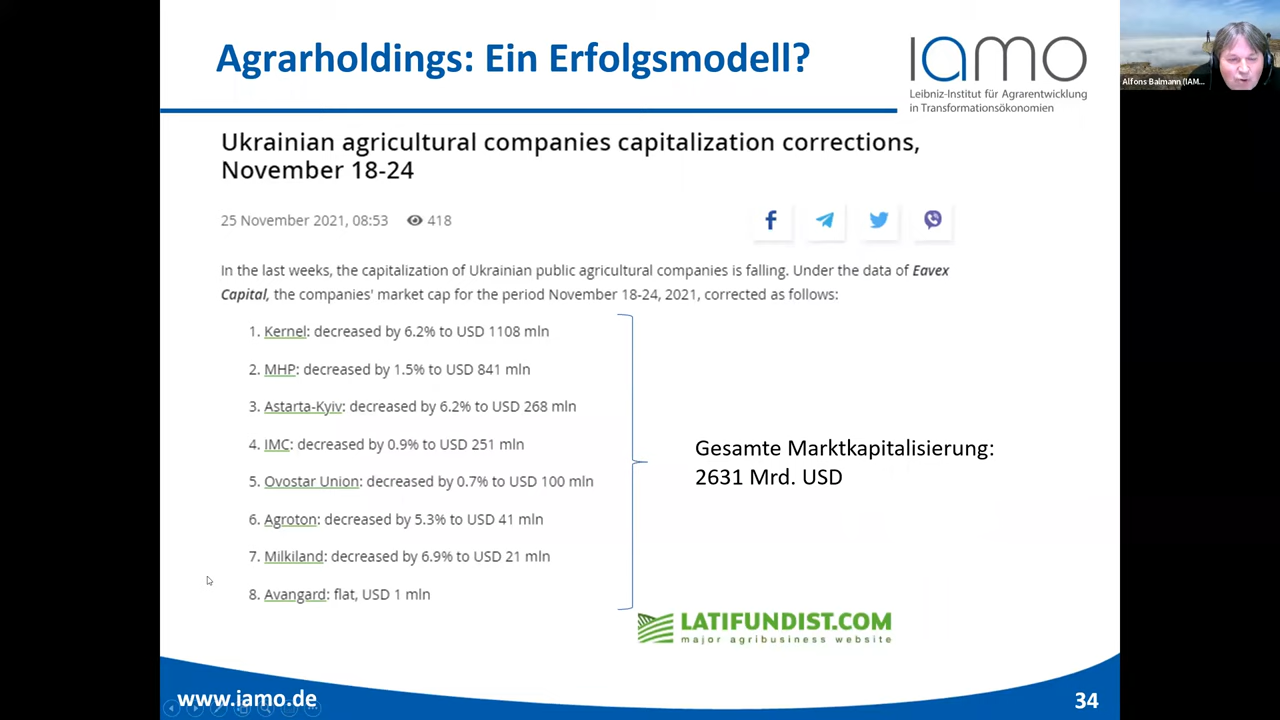 Agrarholdings: Ein Erfolgsmodell?
iamo
Leibniz-Institut für Agrarentwicklung
in Transformationsökonomien
Alfons Balmann (IAM...
Ukrainian agricultural companies capitalization corrections,
November 18-24
25 November 2021, 08:53 418
In the last weeks, the capitalization of Ukrainian public agricultural companies is falling. Under the data of Eavex
Capital, the companies' market cap for the period November 18-24, 2021, corrected as follows:
1. Kernel: decreased by 6.2% to USD 1108 mln
2. MHP: decreased by 1.5% to USD 841 mln
3. Astarta-Kyiv: decreased by 6.2% to USD 268 mln
4. IMC: decreased by 0.9% to USD 251 mln
5. Ovostar Union: decreased by 0.7% to USD 100 mln
6. Agroton: decreased by 5.3% to USD 41 mln
7. Milkiland: decreased by 6.9% to USD 21 mln
8. Avangard: flat, USD 1 mln
Gesamte Marktkapitalisierung:
2631 Mrd. USD
LATIFUNDIST.COM
major agribusiness website
www.iamo.de
34